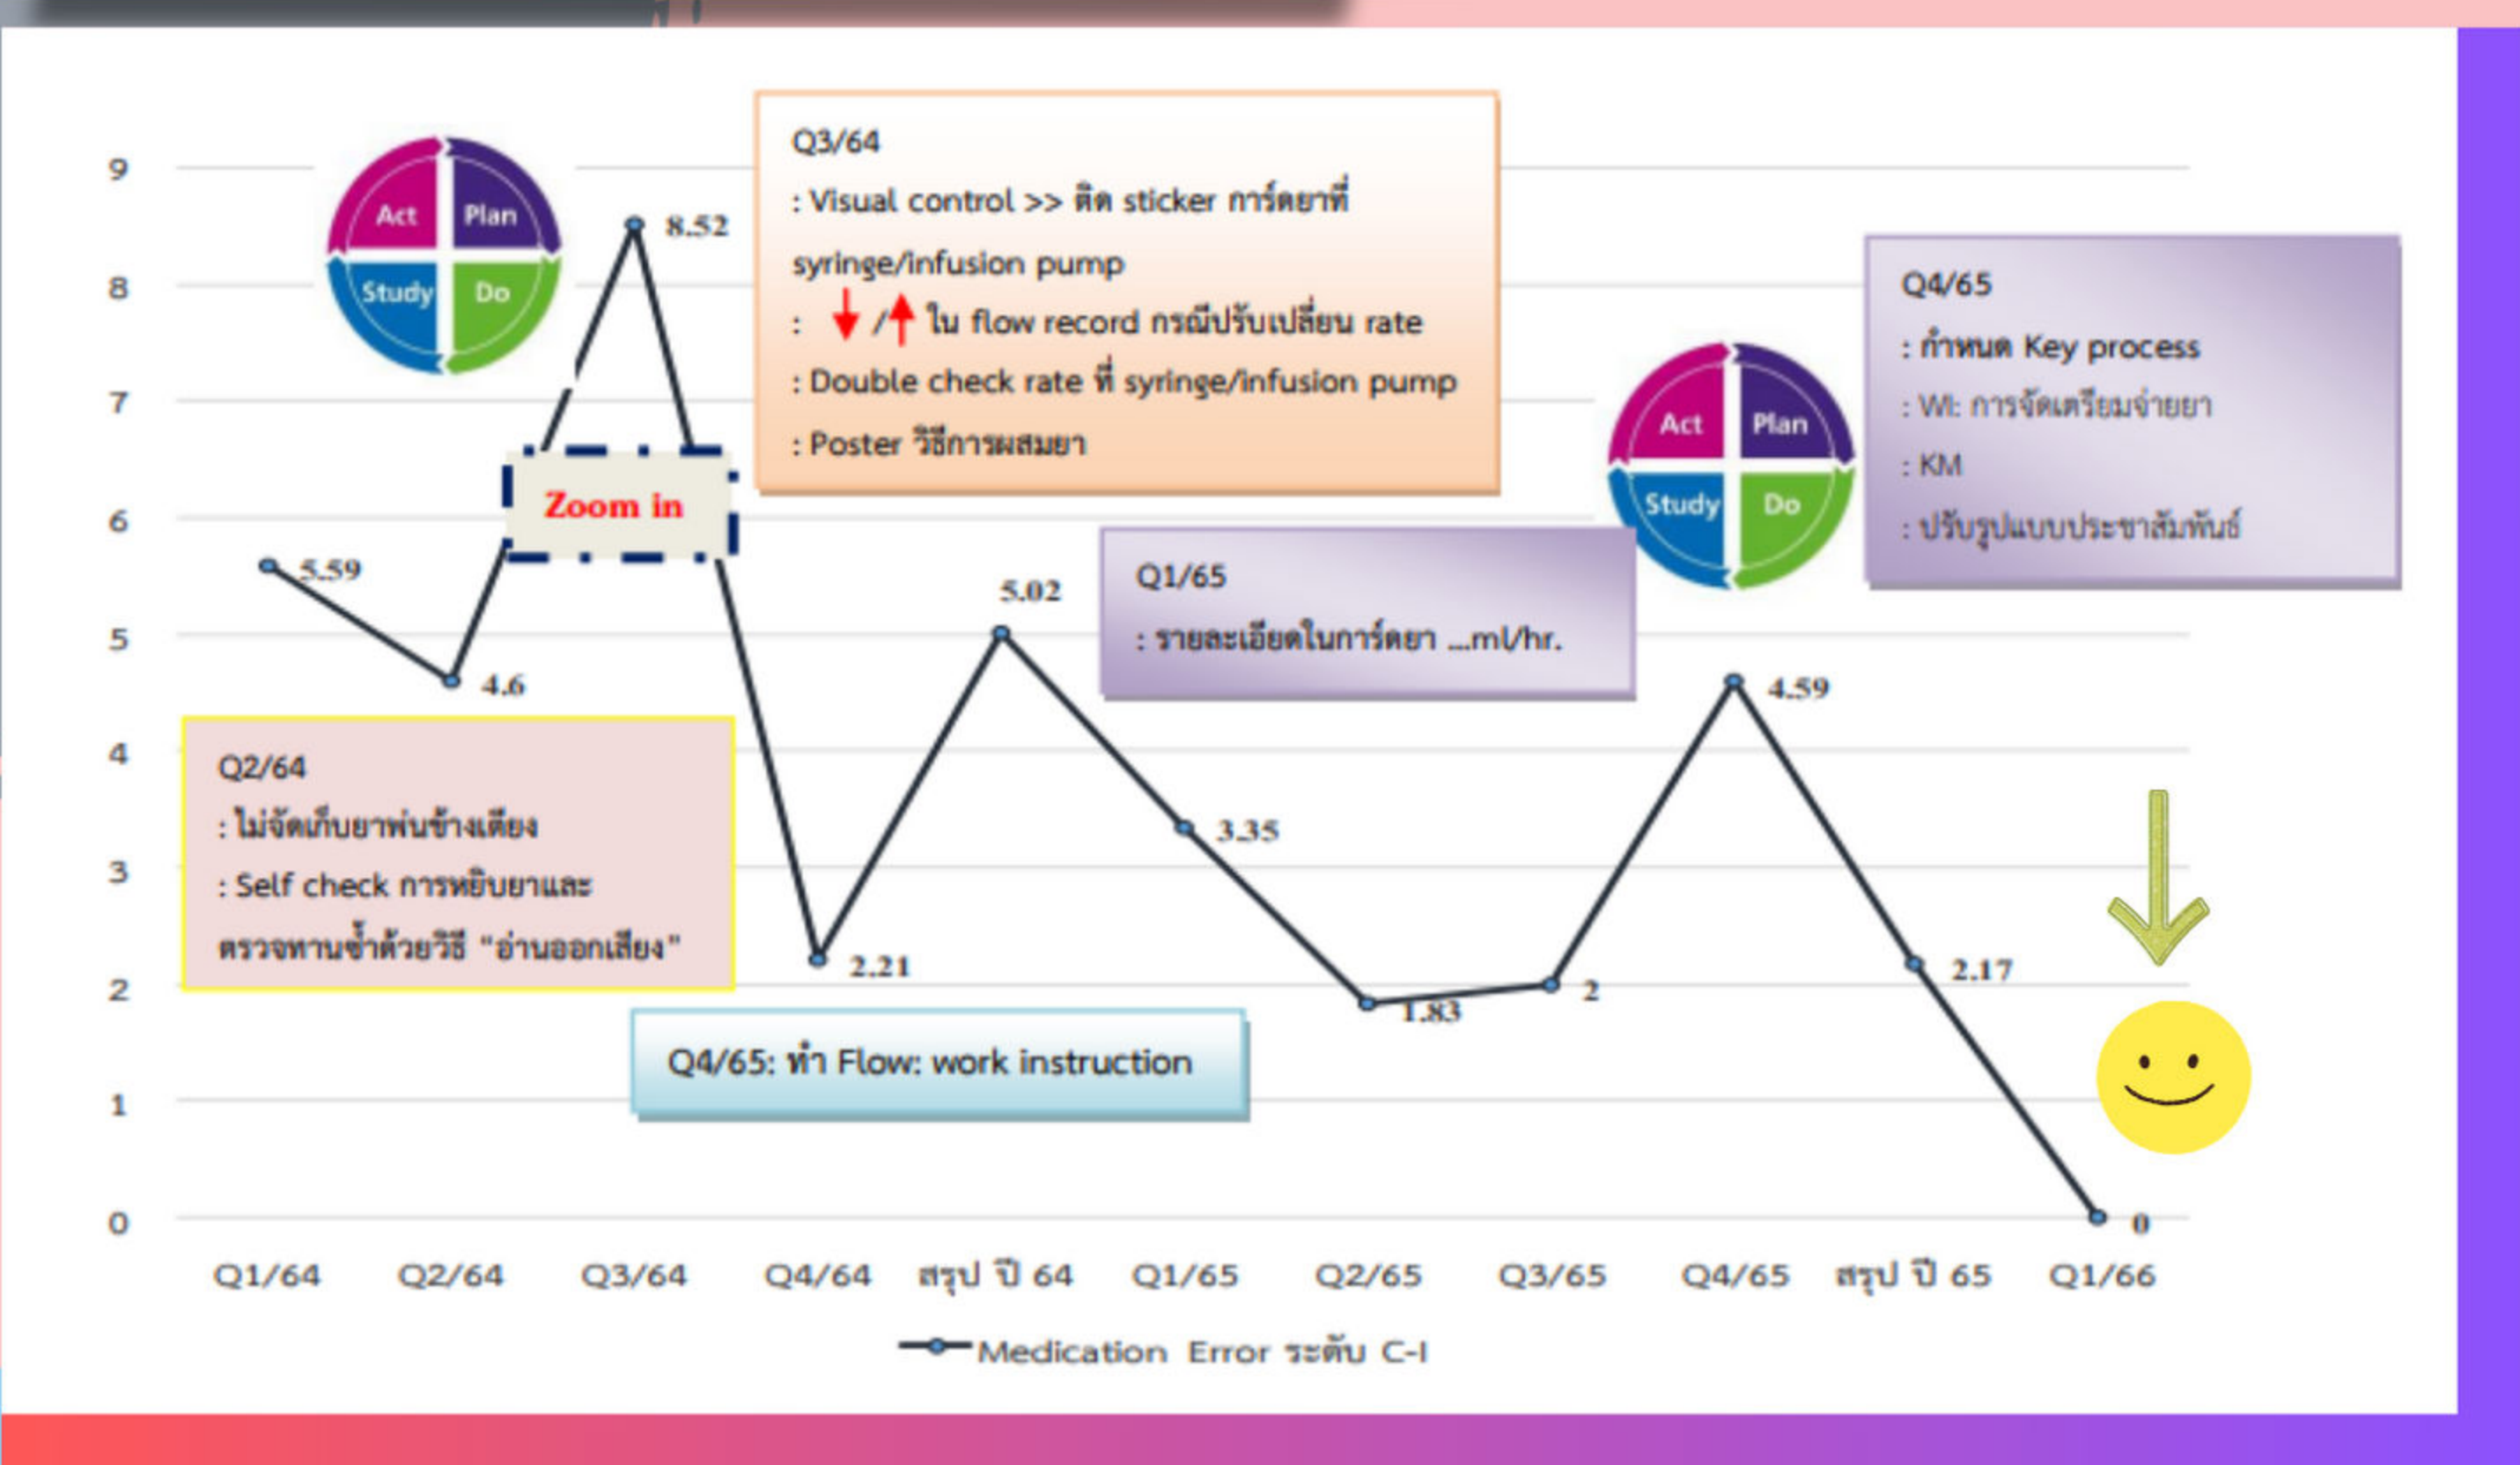 Q3/64
: Visual control >> ติด sticker การ์ดยาที่
syringe/infusion pump
: / ใน flow record กรณีปรับเปลี่ยน rate
: Double check rate ที่ syringe/infusion pump
: Poster วิธีการผสมยา
Act
Plan
Study
Do
Zoom in
Q4/65
: กำหนด Key process
: WI: การจัดเตรียมจ่ายยา
: KM
: ปรับรูปแบบประชาสัมพันธ์
Act
Plan
Study
Do
Q1/65
: รายละเอียดในการ์ดยา ...ml/hr.
Q2/64
: ไม่จัดเก็บยาพ่นข้างเตียง
: Self check การหยิบยาและ
ตรวจทานซ้ำด้วยวิธี "อ่านออกเสียง"
Q4/65: ทำ Flow: work instruction
9
8
7
6
5
4
3
2
1
0
5.59
4.6
8.52
2.21
5.02
3.35
1.83
2
4.59
2.17
0
Q1/64 Q2/64 Q3/64 Q4/64 สรุป ปี 64 Q1/65 Q2/65 Q3/65 Q4/65 สรุป ปี 65 Q1/66
Medication Error ระดับ C-I